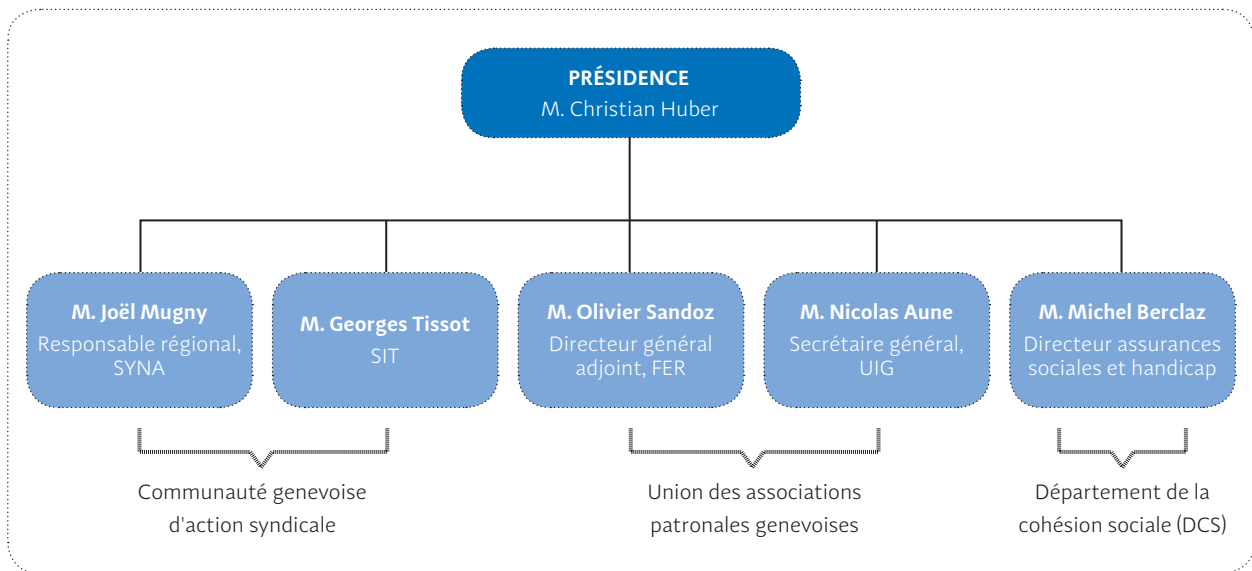 PRÉSIDENCE
M. Christian Huber
M. Joël Mugny
Responsable régional,
SYNA
M. Georges Tissot
SIT
M. Olivier Sandoz
Directeur général
adjoint, FER
M. Nicolas Aune
Secrétaire général,
UIG
M. Michel Berclaz
Directeur assurances
sociales et handicap
Communauté genevoise
d'action syndicale
Union des associations
patronales genevoises
Département de la
cohésion sociale (DCS)